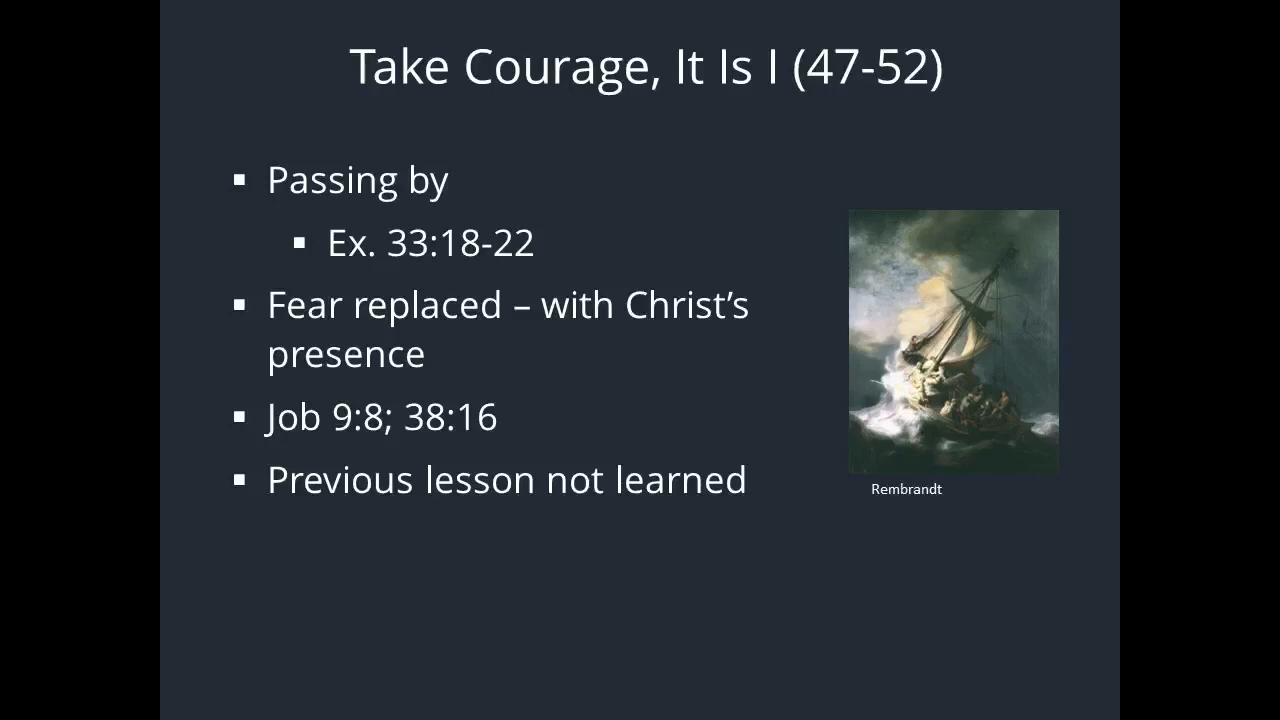 Take Courage, It Is I (47-52)
▪ Passing by
▪ Ex. 33:18-22
▪ Fear replaced – with Christ’s
presence
▪ Job 9:8; 38:16
▪ Previous lesson not learned
Rembrandt